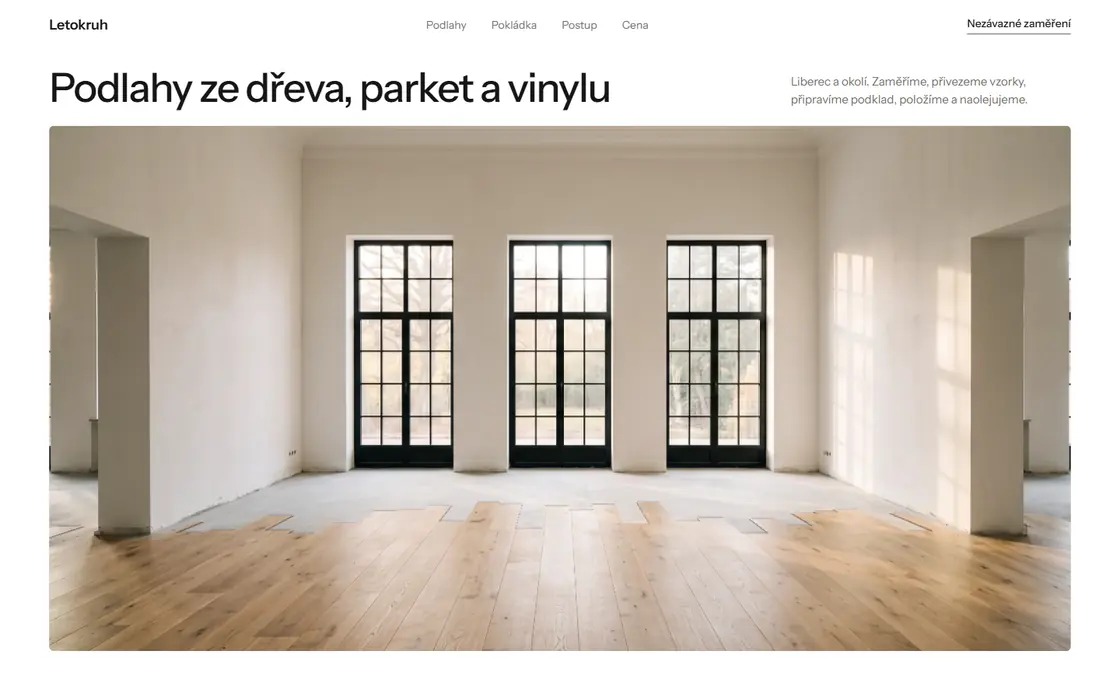 Letokruh
Podlahy
Pokládka
Postup
Cena
Nezávazné zaměření
Podlahy ze dřeva, parket a vinylu
Liberec a okolí. Zaměříme, přivezeme vzorky,
připravíme podklad, položíme a naolejujeme.